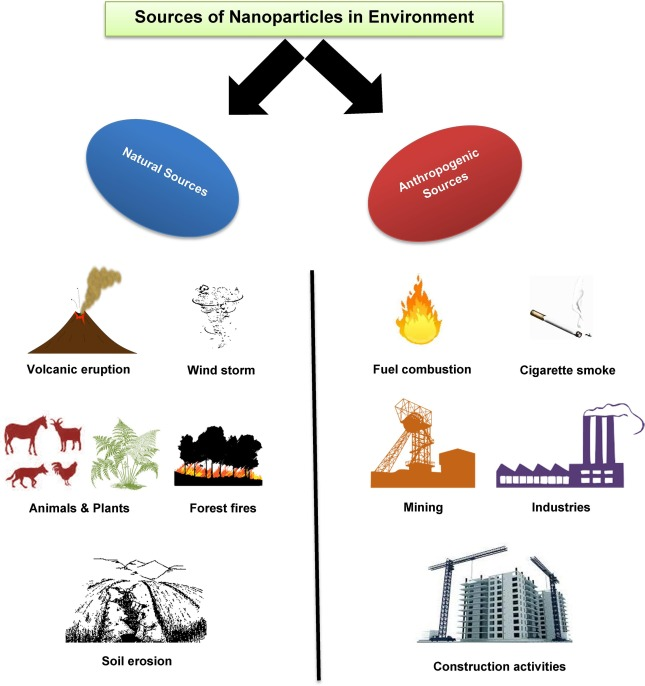 Sources of Nanoparticles in Environment
Natural Sources
Anthropogenic
Sources
Volcanic eruption
Wind storm
Fuel combustion
Cigarette smoke
Animals & Plants
Forest fires
Mining
Industries
Soil erosion
Construction activities